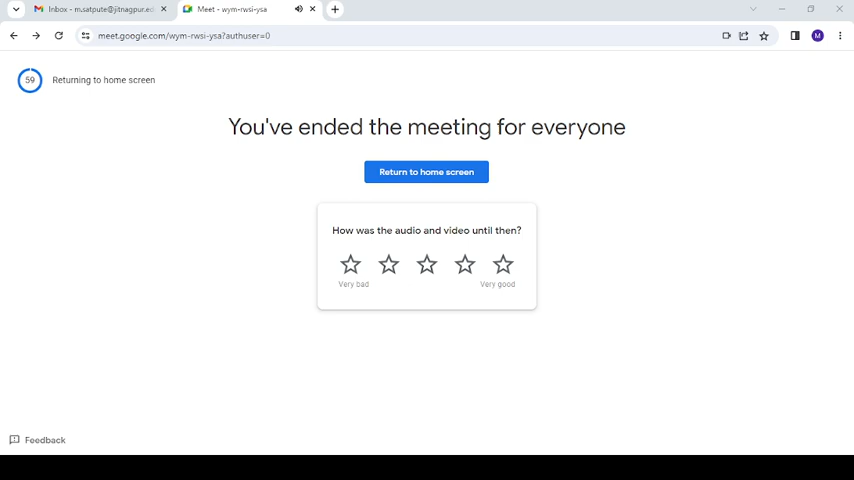 Inbox - m.satpute@jitnagpur.ed
Meet - wym-rwsi-ysa
meet.google.com/wym-rwsi-ysa?authuser=0
M
59
Returning to home screen
You've ended the meeting for everyone
Return to home screen
How was the audio and video until then?
Very bad
Very good
Feedback